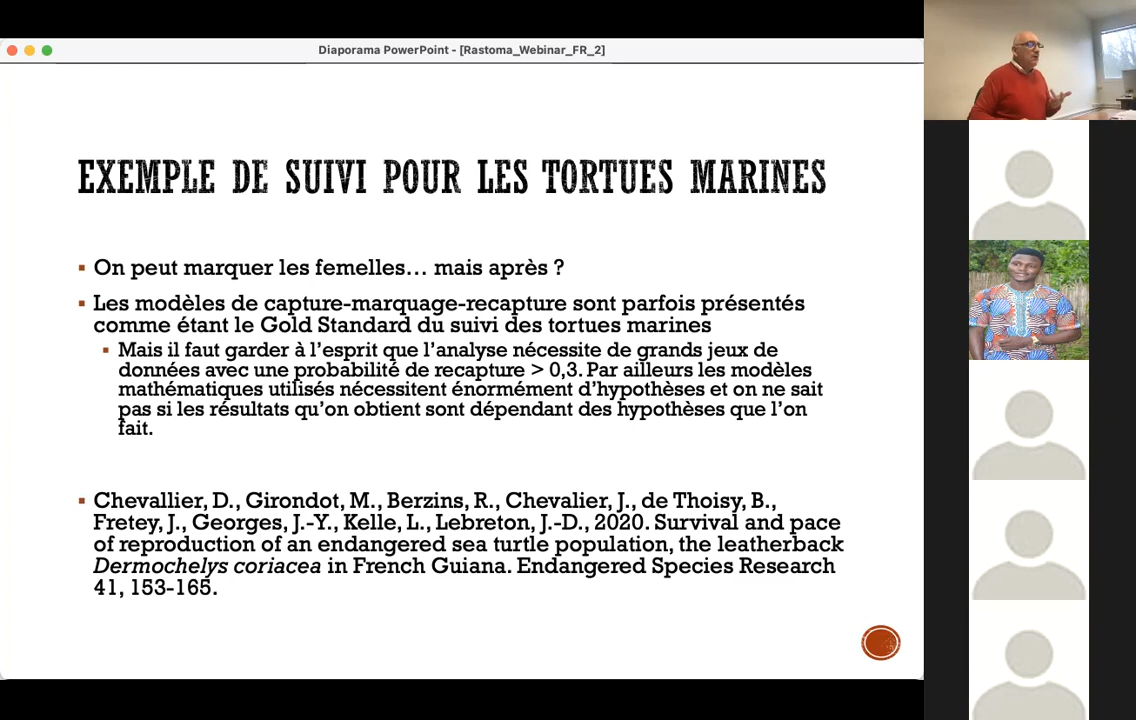 Diaporama PowerPoint - [Rastoma_Webinar_FR_2]
EXEMPLE DE SUIVI POUR LES TORTUES MARINES
On peut marquer les femelles… mais après ?
Les modèles de capture-marquage-recapture sont parfois présentés
comme étant le Gold Standard du suivi des tortues marines
Mais il faut garder à l'esprit que l'analyse nécessite de grands jeux de
données avec une probabilité de recapture > 0,3. Par ailleurs les modèles
mathématiques utilisés nécessitent énormément d'hypothèses et on ne sait
pas si les résultats qu'on obtient sont dépendant des hypothèses que l'on
fait.
Chevallier, D., Girondot, M., Berzins, R., Chevalier, J., de Thoisy, B.,
Fretey, J., Georges, J.-Y., Kelle, L., Lebreton, J.-D., 2020. Survival and pace
of reproduction of an endangered sea turtle population, the leatherback
Dermochelys coriacea in French Guiana. Endangered Species Research
41, 153-165.